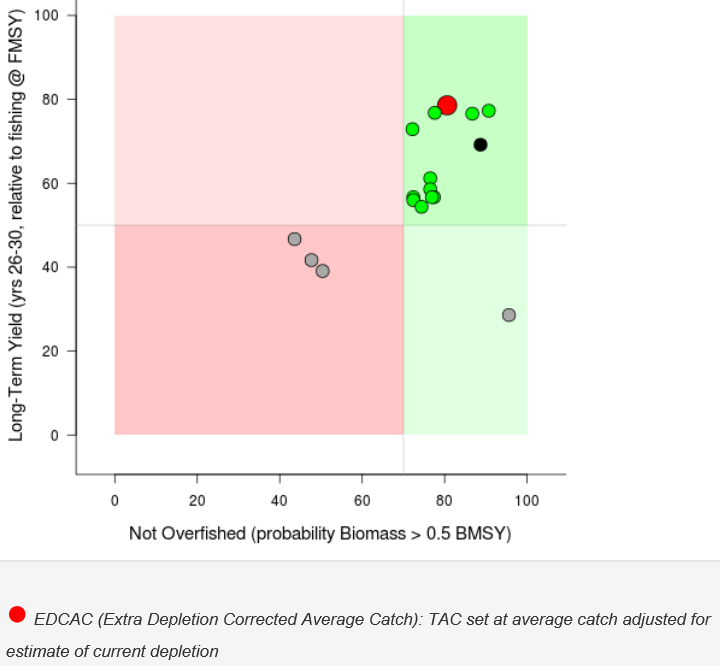 Long-Term Yield (yrs 26-30, relative to fishing @ FMSY)
100
80
60
40
20
0
0 20 40 60 80 100
Not Overfished (probability Biomass > 0.5 BMSY)
EDCAC (Extra Depletion Corrected Average Catch): TAC set at average catch adjusted for
estimate of current depletion